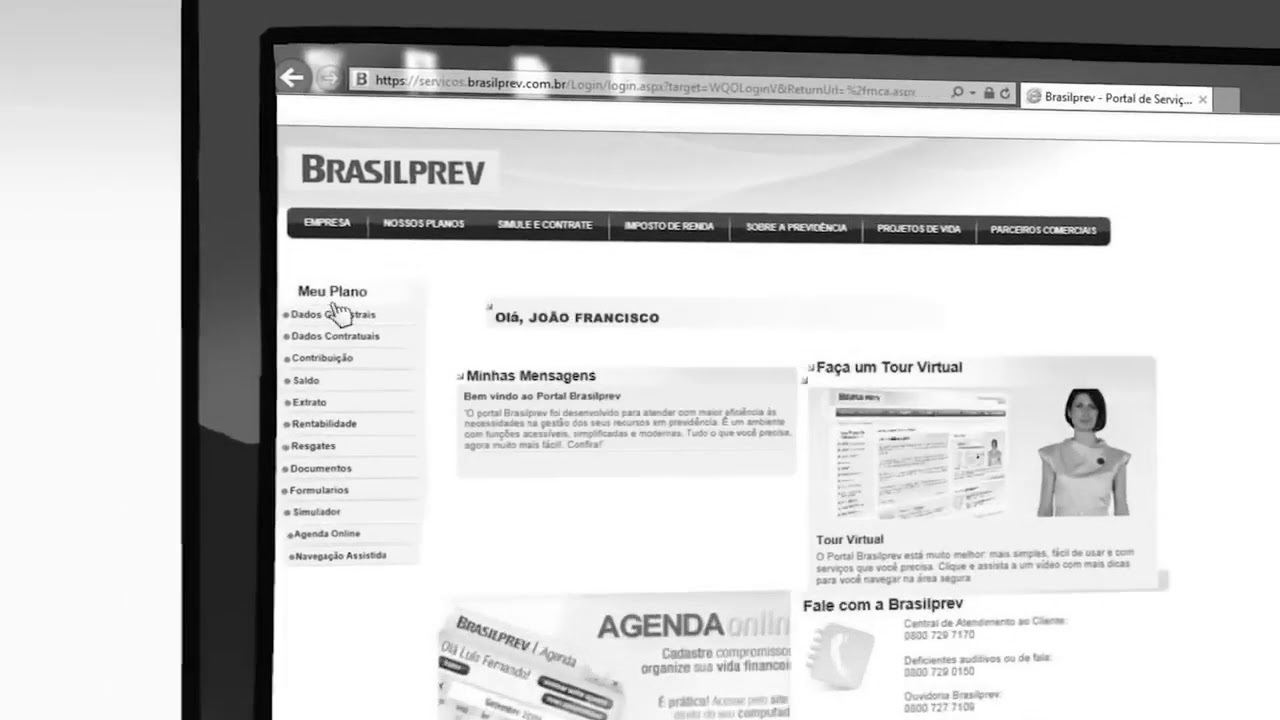 https://servicos.brasilprev.com.br/Login/login.aspx?target=WQOLoginV&ReturnUrl=%2fmca.aspx
Brasilprev - Portal de Serviç...
BRASILPREV
EMPRESA
NOSSOS PLANOS
SIMULE E CONTRATE
IMPOSTO DE RENDA
SOBRE A PREVIDÊNCIA
PROJETOS DE VIDA
PARCEIROS COMERCIAIS
Meu Plano
Dados Contratuais
Contribuição
Saldo
Extrato
Rentabilidade
Resgates
Documentos
Formularios
Simulador
Agenda Online
Navegação Assistida
Olá, JOÃO FRANCISCO
Minhas Mensagens
Bem vindo ao Portal Brasilprev
"O portal Brasilprev foi desenvolvido para atender com maior eficiência às
necessidades na gestão dos seus recursos em previdência. É um ambiente
com funções acessíveis, simplificadas e modernas. Tudo o que você precisa,
agora muito mais fácil. Confira!"
Faça um Tour Virtual
Tour Virtual
O Portal Brasilprev está muito melhor: mais simples, fácil de usar e com
serviços que você precisa. Clique e assista a um vídeo com mais dicas
para você navegar na área segura
Fale com a Brasilprev
Central de Atendimento ao Cliente:
0800 729 7170
Deficientes auditivos ou de fala:
0800 729 0150
Ouvidoria Brasilprev:
0800 727 7109
BRASILPREV | Agenda
Olá Luis Fernando!
AGENDA onlin
Cadastre compromissos
organize sua vida financei
É prática! Acesse pelo site
direto do seu computad